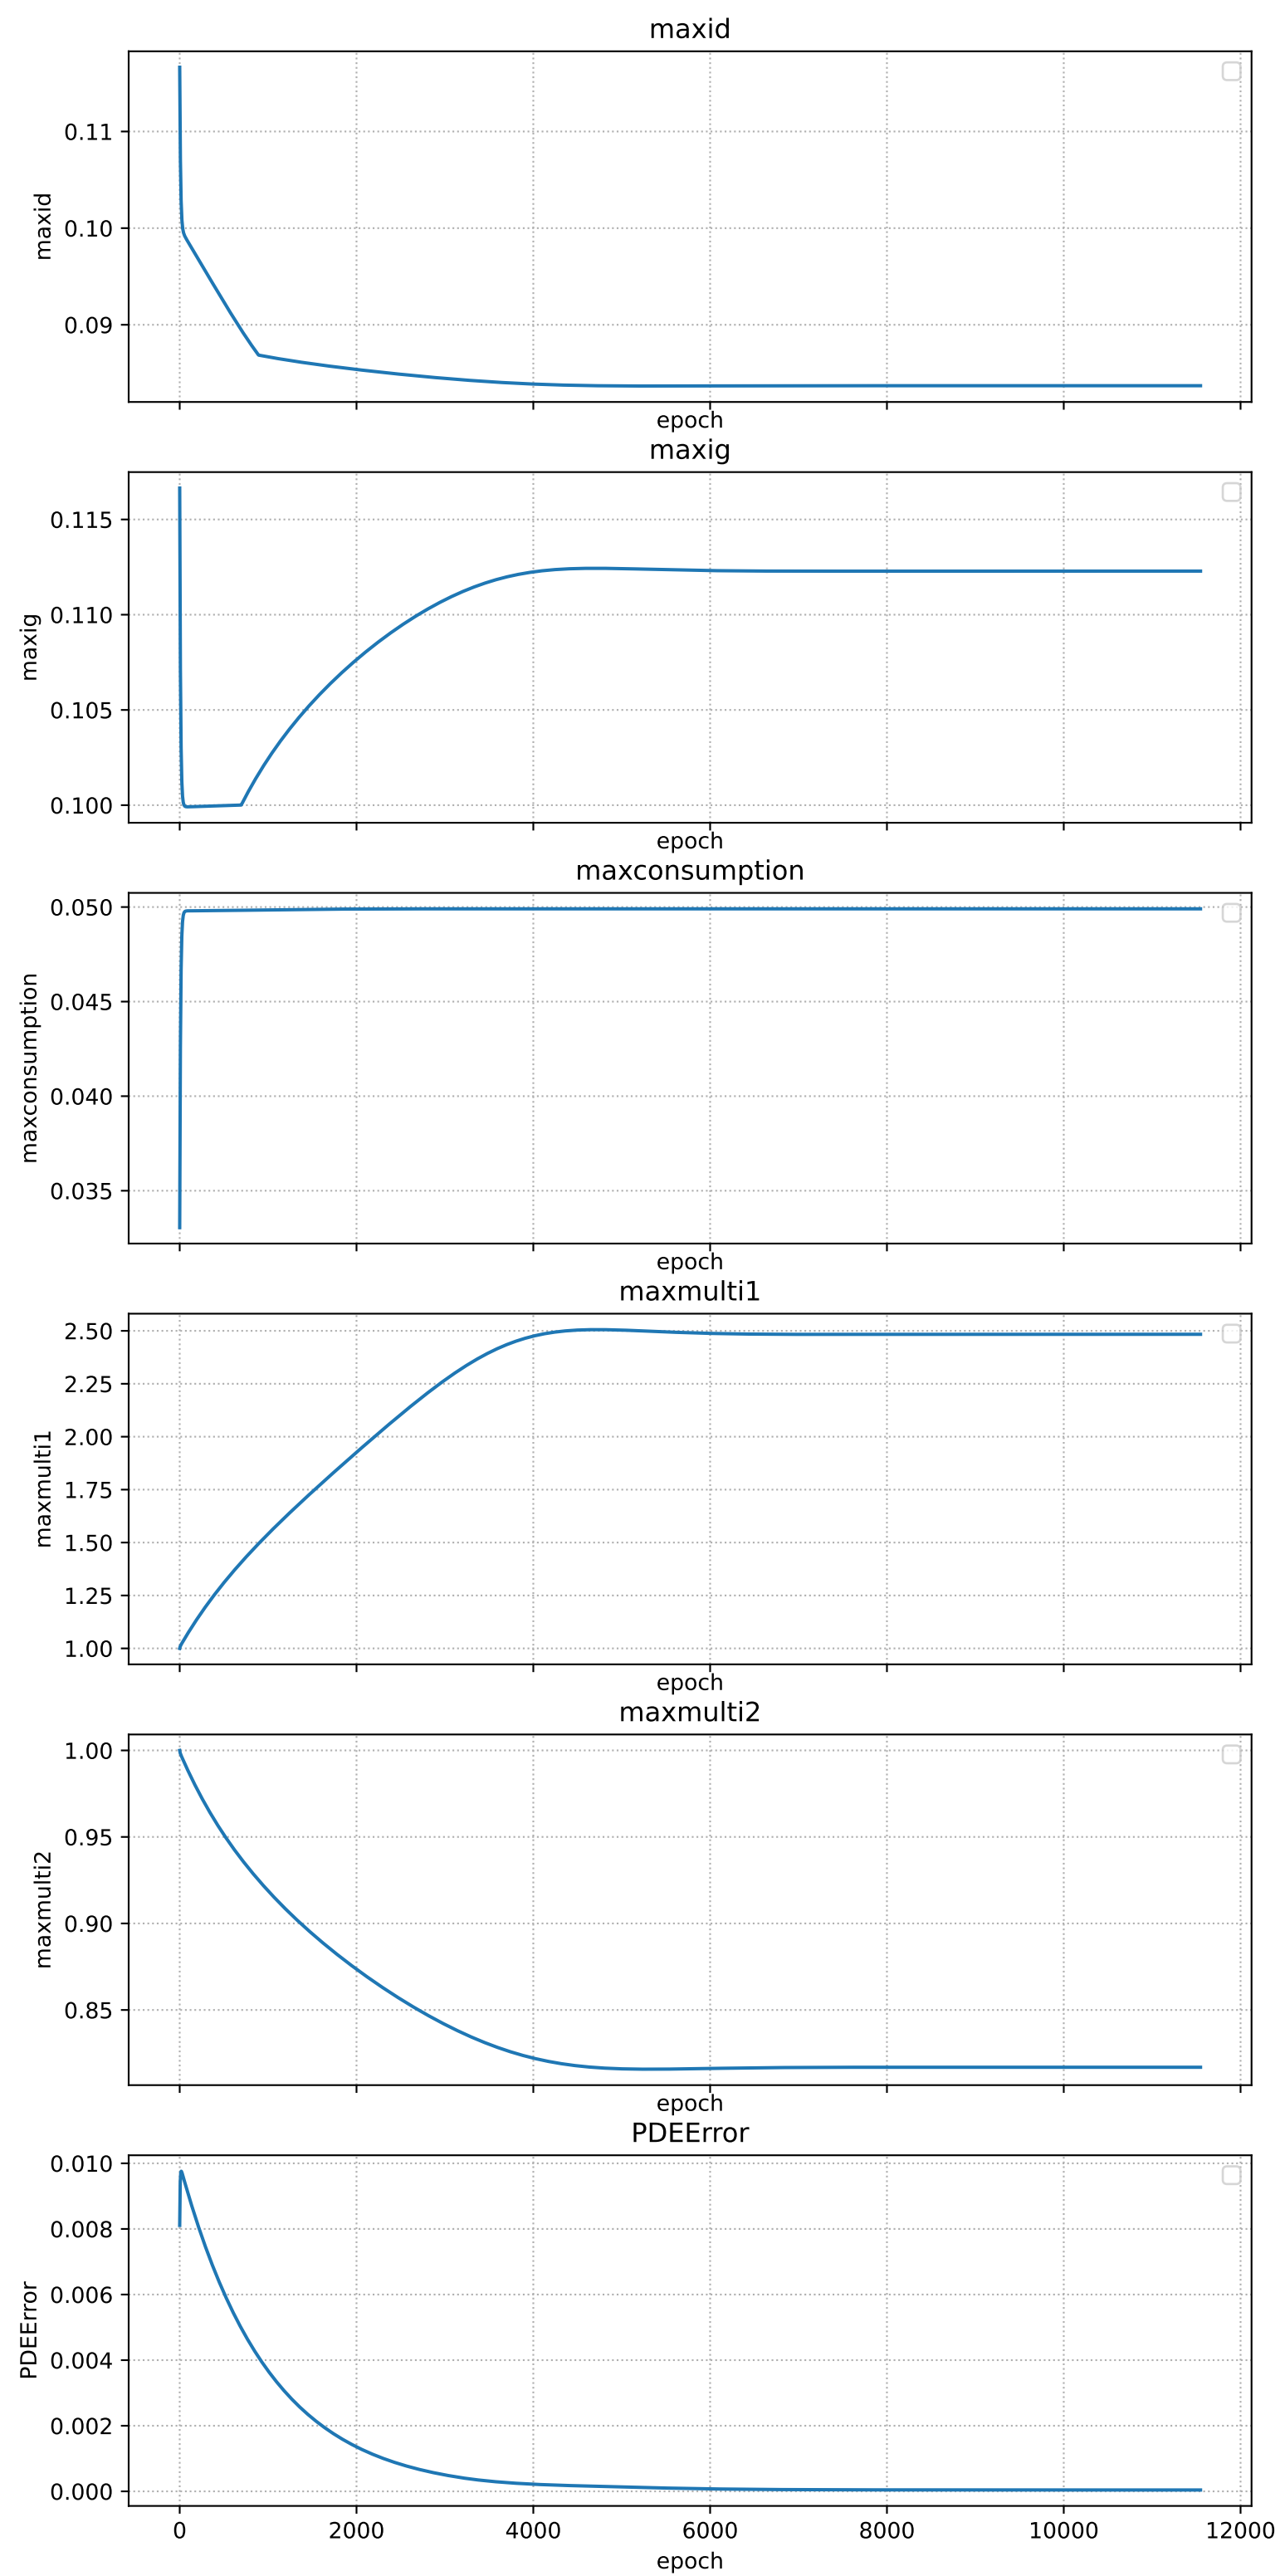 maxid
0.11
0.10
0.09
maxid
epoch
maxig
0.115
0.110
0.105
0.100
maxig
epoch
maxconsumption
0.050
0.045
0.040
0.035
maxconsumption
epoch
maxmulti1
2.50
2.25
2.00
1.75
1.50
1.25
1.00
maxmulti1
epoch
maxmulti2
1.00
0.95
0.90
0.85
maxmulti2
epoch
PDEError
0.010
0.008
0.006
0.004
0.002
0.000
PDEError
0 2000 4000 6000 8000 10000 12000
epoch